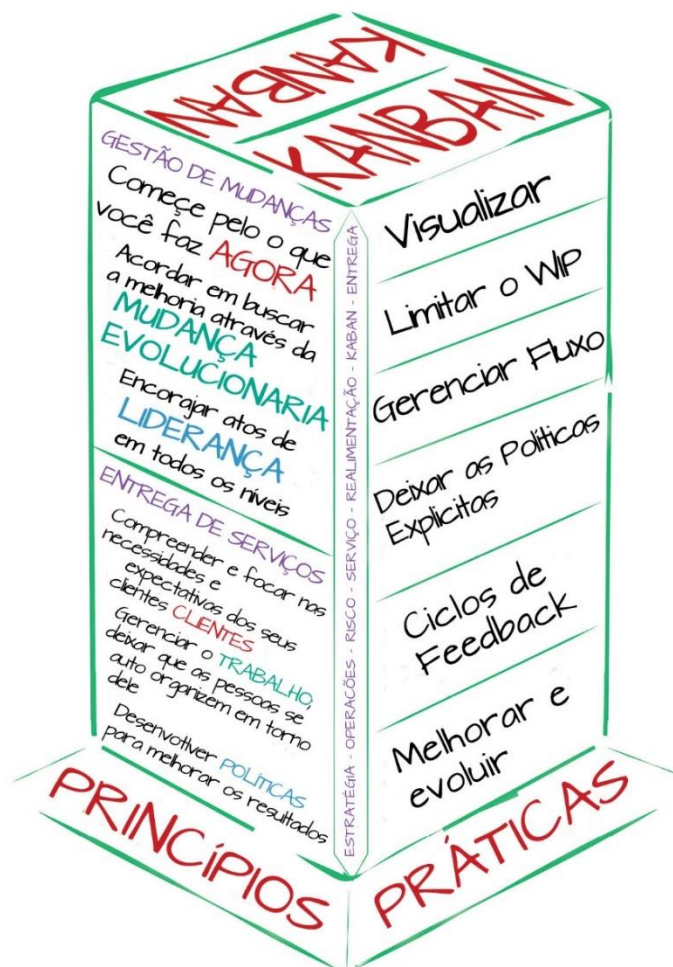 KANBAN
KANBAN
GESTÃO DE MUDANÇAS
Começe pelo o que
você faz AGORA
Acordar em buscar
a melhoria através da
MUDANÇA
EVOLUCIONARIA
Encorajar atos de
LIDERANÇA
em todos os níveis
ENTREGA DE SERVIÇOS
Compreender e focar nas
necessidades e
expectativas dos seus
clientes CLIENTES
Gerenciar o TRABALHO,
deixar que as pessoas se
auto organizem em torno
dele
Desenvoltver POLÍTICAS
para melhorar os resultados
PRINCÍPIOS
ESTRATÉGIA - OPERAÇÕES - RISCO - SERVIÇO - REALIMENTAÇÃO - KABAN - ENTREGA
Visualizar
Limitar o WIP
Gerenciar Fluxo
Deixar as Políticas
Explícitas
Ciclos de
Feedback
Melhorar e
evoluir
PRÁTICAS